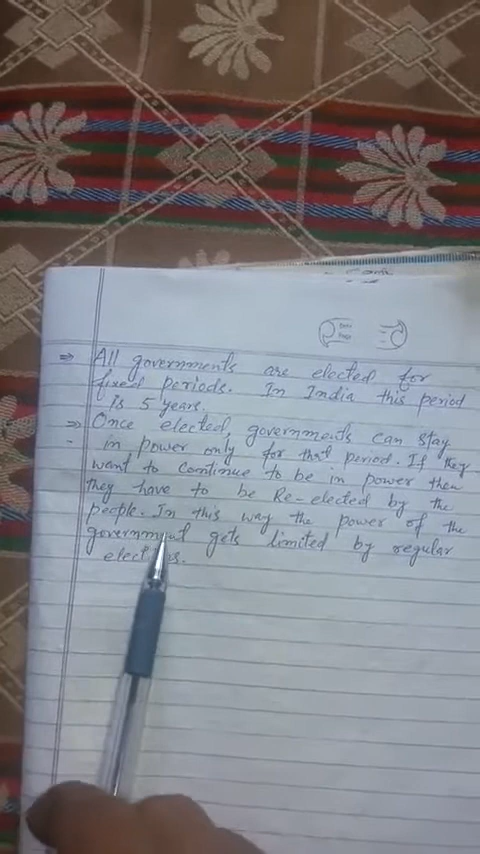 ⇒ All governments are elected for
fixed periods. In India this period
is 5 years.
⇒ Once elected, governments can stay
- in power only for that period. If they
want to continue to be in power then
they have to be Re-elected by the
people. In this way the power of the
government gets limited by regular
elections.